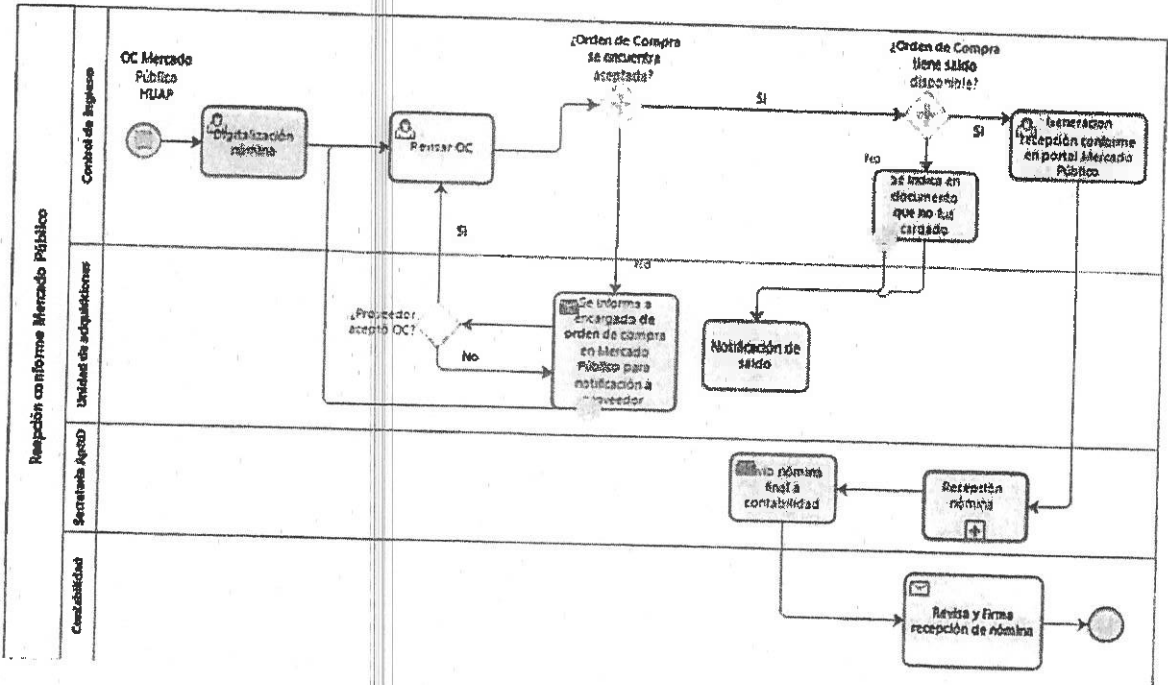 Recepción conforme Mercado Público
Control de Ingreso
OC Mercado
Público
HUAP
Digitalización
nómina
Revisar OC
¿Orden de Compra
se encuentra
aceptada?
Si
¿Orden de Compra
tiene saldo
disponible?
Si
Generación
recepción conforme
en portal Mercado
Público
No
Se indica en
documento
que no fue
cargado
Unidad de adquisiciones
Si
No
¿Proveedor
aceptó OC?
No
Se informa a
encargado de
orden de compra
en Mercado
Público para
notificación a
proveedor
Notificación de
saldo
Secretaría
nómina
final a
contabilidad
Recepción
nómina
Contabilidad
Revisa y Firma
recepción de nómina